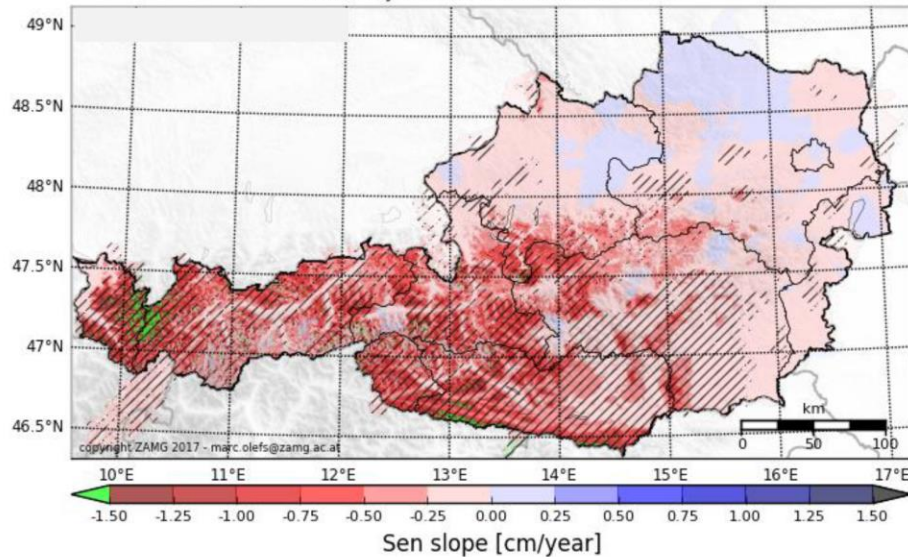 49°N
48.5°N
48°N
47.5°N
47°N
46.5°N
km
0 50 100
copyright ZAMG 2017 - marc.olefs@zamg.ac.at
10°E 11°E 12°E 13°E 14°E 15°E 16°E 17°E
-1.50 -1.25 -1.00 -0.75 -0.50 -0.25 0.00 0.25 0.50 0.75 1.00 1.25 1.50
Sen slope [cm/year]